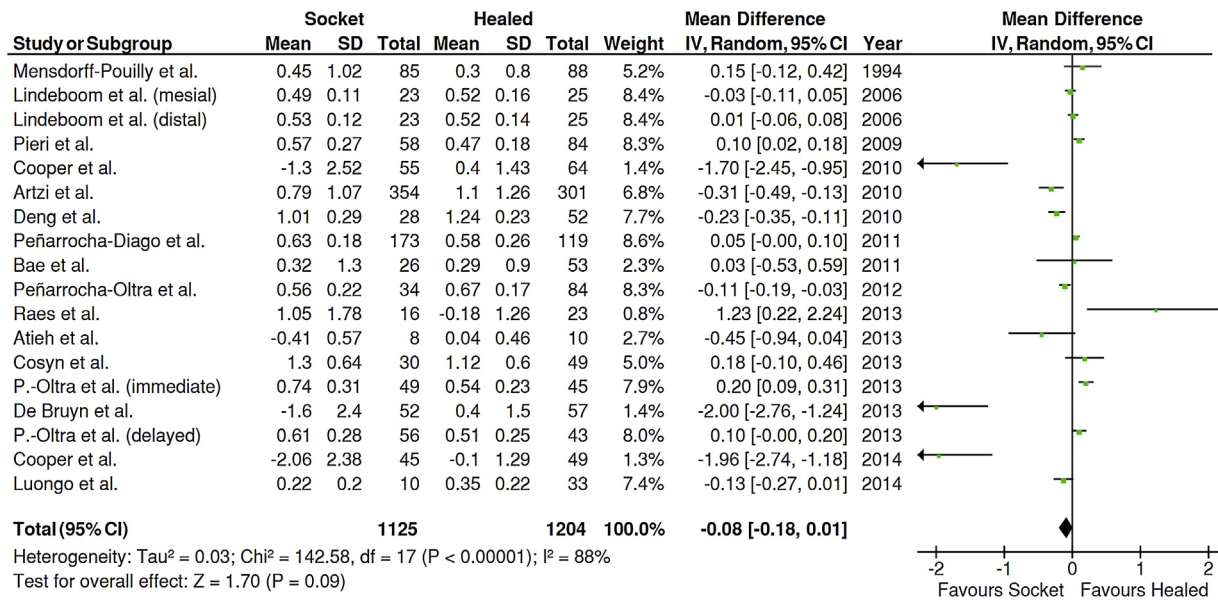 Socket Healed Mean Difference Mean Difference
Study or Subgroup Mean SD Total Mean SD Total Weight IV, Random, 95% CI Year IV, Random, 95% CI
Mensdorff-Pouilly et al. 0.45 1.02 85 0.3 0.8 88 5.2% 0.15 [-0.12, 0.42] 1994
Lindeboom et al. (mesial) 0.49 0.11 23 0.52 0.16 25 8.4% -0.03 [-0.11, 0.05] 2006
Lindeboom et al. (distal) 0.53 0.12 23 0.52 0.14 25 8.4% 0.01 [-0.06, 0.08] 2006
Pieri et al. 0.57 0.27 58 0.47 0.18 84 8.3% 0.10 [0.02, 0.18] 2009
Cooper et al. -1.3 2.52 55 0.4 1.43 64 1.4% -1.70 [-2.45, -0.95] 2010
Artzi et al. 0.79 1.07 354 1.1 1.26 301 6.8% -0.31 [-0.49, -0.13] 2010
Deng et al. 1.01 0.29 28 1.24 0.23 52 7.7% -0.23 [-0.35, -0.11] 2010
Peñarrocha-Diago et al. 0.63 0.18 173 0.58 0.26 119 8.6% 0.05 [-0.00, 0.10] 2011
Bae et al. 0.32 1.3 26 0.29 0.9 53 2.3% 0.03 [-0.53, 0.59] 2011
Peñarrocha-Oltra et al. 0.56 0.22 34 0.67 0.17 84 8.3% -0.11 [-0.19, -0.03] 2012
Raes et al. 1.05 1.78 16 -0.18 1.26 23 0.8% 1.23 [0.22, 2.24] 2013
Atieh et al. -0.41 0.57 8 0.04 0.46 10 2.7% -0.45 [-0.94, 0.04] 2013
Cosyn et al. 1.3 0.64 30 1.12 0.6 49 5.0% 0.18 [-0.10, 0.46] 2013
P.-Oltra et al. (immediate) 0.74 0.31 49 0.54 0.23 45 7.9% 0.20 [0.09, 0.31] 2013
De Bruyn et al. -1.6 2.4 52 0.4 1.5 57 1.4% -2.00 [-2.76, -1.24] 2013
P.-Oltra et al. (delayed) 0.61 0.28 56 0.51 0.25 43 8.0% 0.10 [-0.00, 0.20] 2013
Cooper et al. -2.06 2.38 45 -0.1 1.29 49 1.3% -1.96 [-2.74, -1.18] 2014
Luongo et al. 0.22 0.2 10 0.35 0.22 33 7.4% -0.13 [-0.27, 0.01] 2014
Total (95% CI) 1125 1204 100.0% -0.08 [-0.18, 0.01]
Heterogeneity: Tau² = 0.03; Chi² = 142.58, df = 17 (P < 0.00001); I² = 88%
Test for overall effect: Z = 1.70 (P = 0.09)
-2 -1 0 1 2
Favours Socket Favours Healed